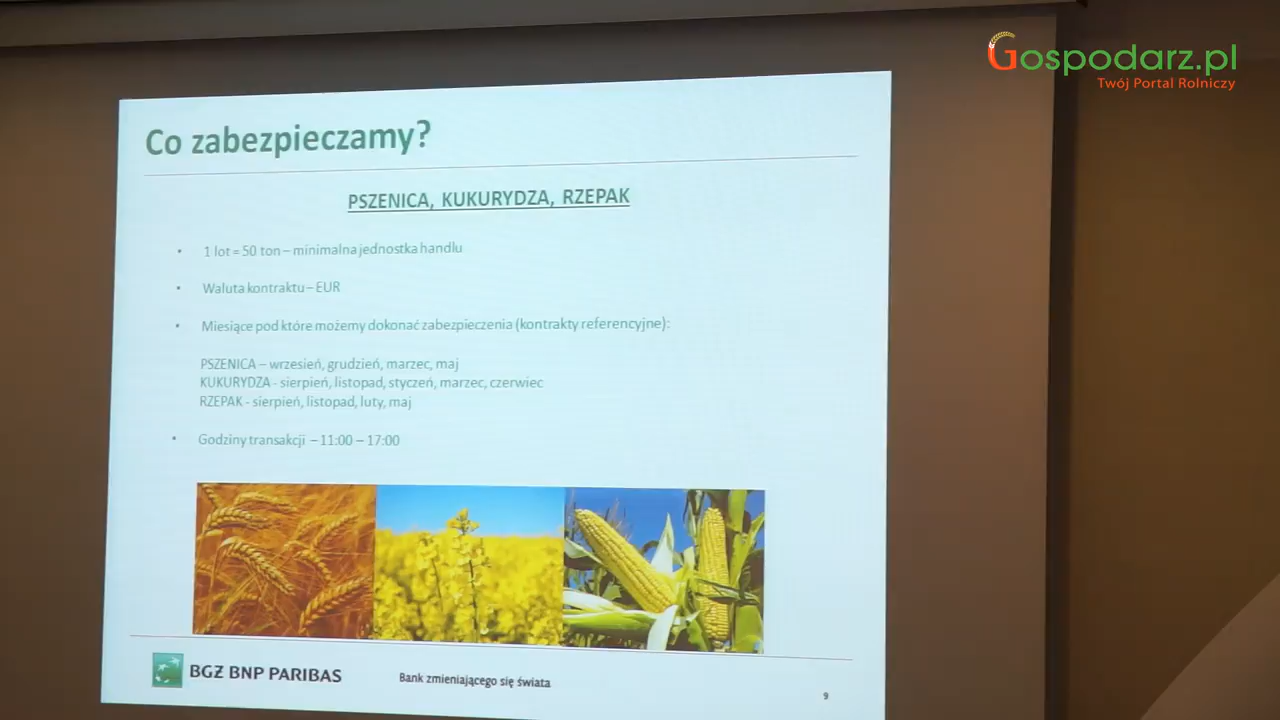 Gospodarz.pl
Twój Portal Rolniczy
Co zabezpieczamy?
PSZENICA, KUKURYDZA, RZEPAK
• 1 lot = 50 ton – minimalna jednostka handlu
• Waluta kontraktu – EUR
• Miesiące pod które możemy dokonać zabezpieczenia (kontrakty referencyjne):
PSZENICA – wrzesień, grudzień, marzec, maj
KUKURYDZA - sierpień, listopad, styczeń, marzec, czerwiec
RZEPAK - sierpień, listopad, luty, maj
• Godziny transakcji – 11:00 – 17:00
BGŻ BNP PARIBAS
Bank zmieniającego się świata
9